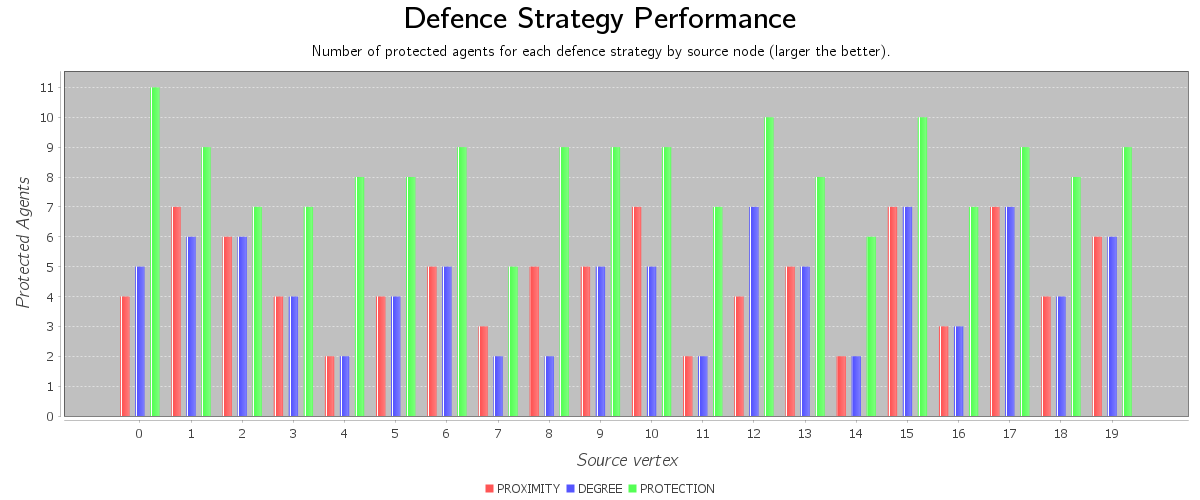 Defence Strategy Performance
Number of protected agents for each defence strategy by source node (larger the better).
Protected Agents
11
10
9
8
7
6
5
4
3
2
1
0
0 1 2 3 4 5 6 7 8 9 10 11 12 13 14 15 16 17 18 19
Source vertex
PROXIMITY DEGREE PROTECTION